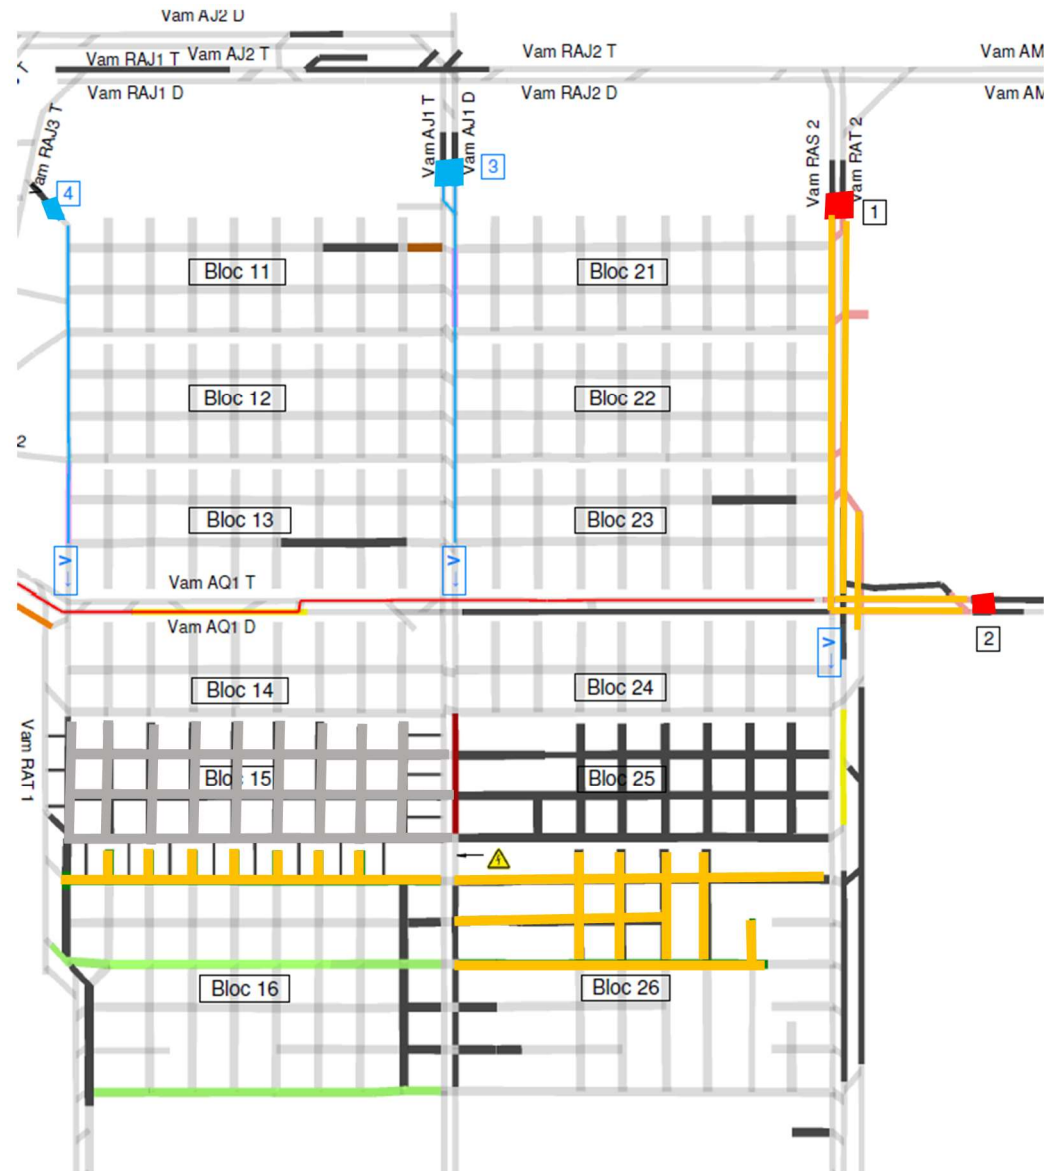 Vam AJ2 D
Vam RAJ1 T
Vam AJ2 T
Vam RAJ2 T
Vam AM
Vam RAJ1 D
Vam RAJ2 D
Vam AM
Vam RAJ3 T
Vam AJ1 T
Vam AJ1 D
Vam RAS 2
Vam RAT 2
4
3
1
Bloc 11
Bloc 21
Bloc 12
Bloc 22
2
Bloc 13
Bloc 23
V
V
Vam AQ1 T
Vam AQ1 D
2
V
Bloc 14
Bloc 24
Vam RAT 1
Bloc 15
Bloc 25
Bloc 16
Bloc 26